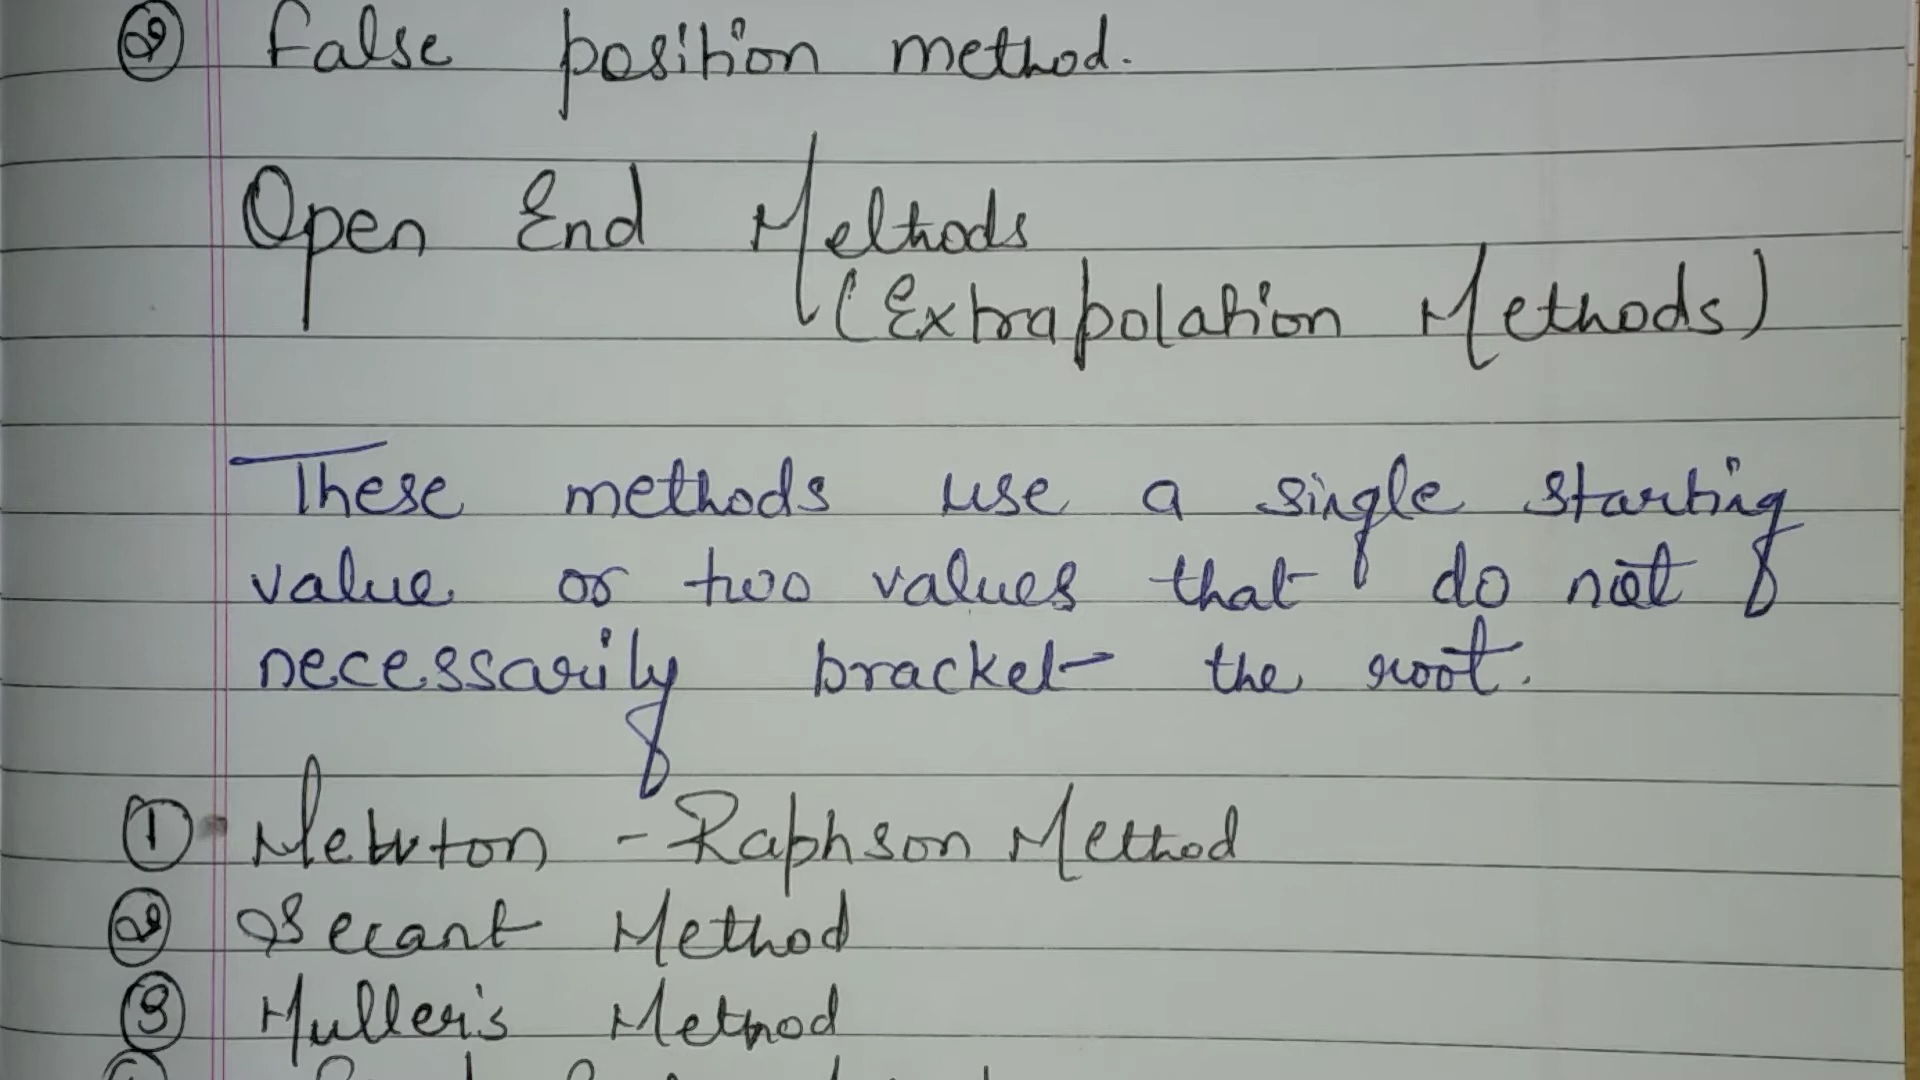 ② False position method.
Open End Methods
(Extrapolation Methods)
These methods use a single starting
value or two values that do not
necessarily bracket the root.
① Newton - Raphson Method
② Secant Method
③ Muller's Method